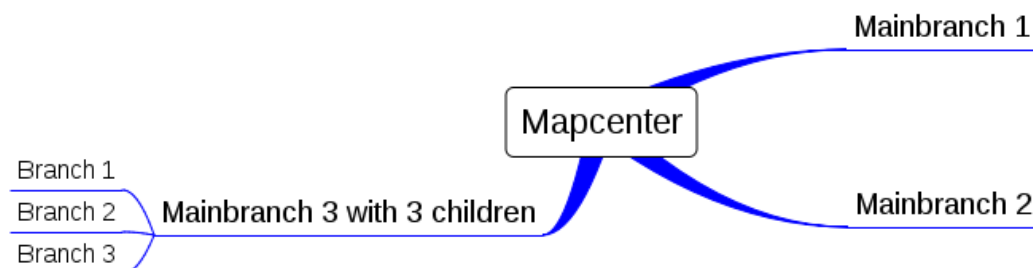 Mainbranch 1
Mapcenter
Branch 1
Branch 2
Mainbranch 3 with 3 children
Mainbranch 2
Branch 3